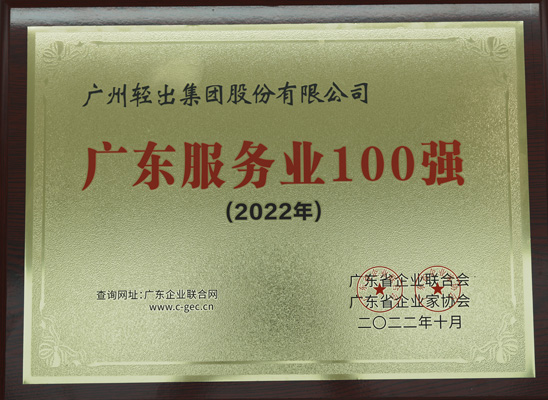 广州轻出集团股份有限公司
广东服务业100强
(2022年)
查询网址:广东企业联合网
www.c-gec.cn
广东省企业联合会
广东省企业家协会
二〇二二年十月